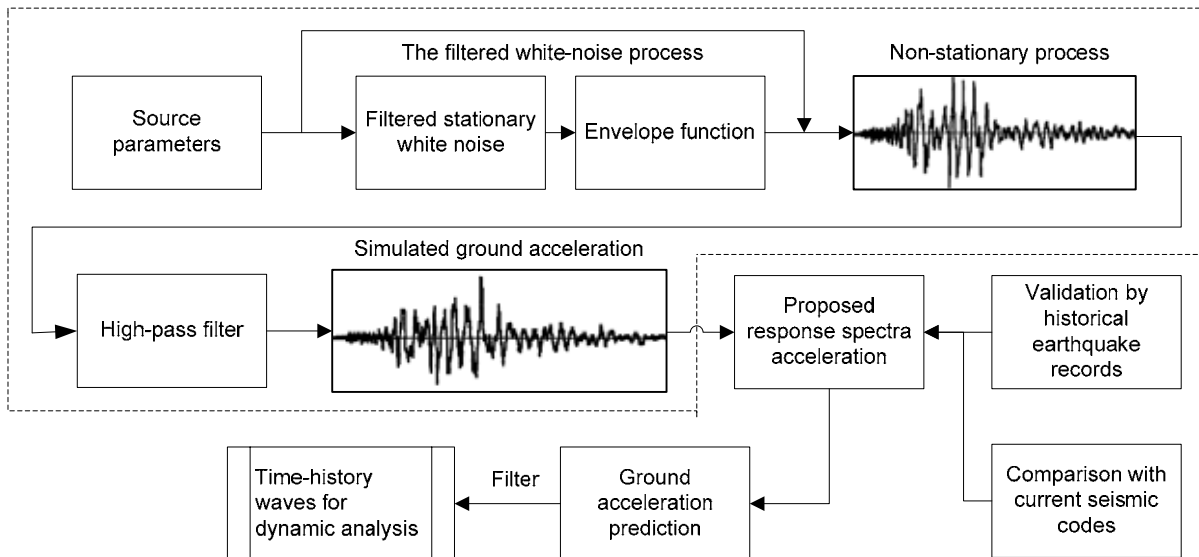 The filtered white-noise process
Non-stationary process
Source
parameters
Filtered stationary
white noise
Envelope function
Simulated ground acceleration
High-pass filter
Proposed
response spectra
acceleration
Validation by
historical
earthquake
records
Time-history
waves for
dynamic analysis
Filter
Ground
acceleration
prediction
Comparison with
current seismic
codes